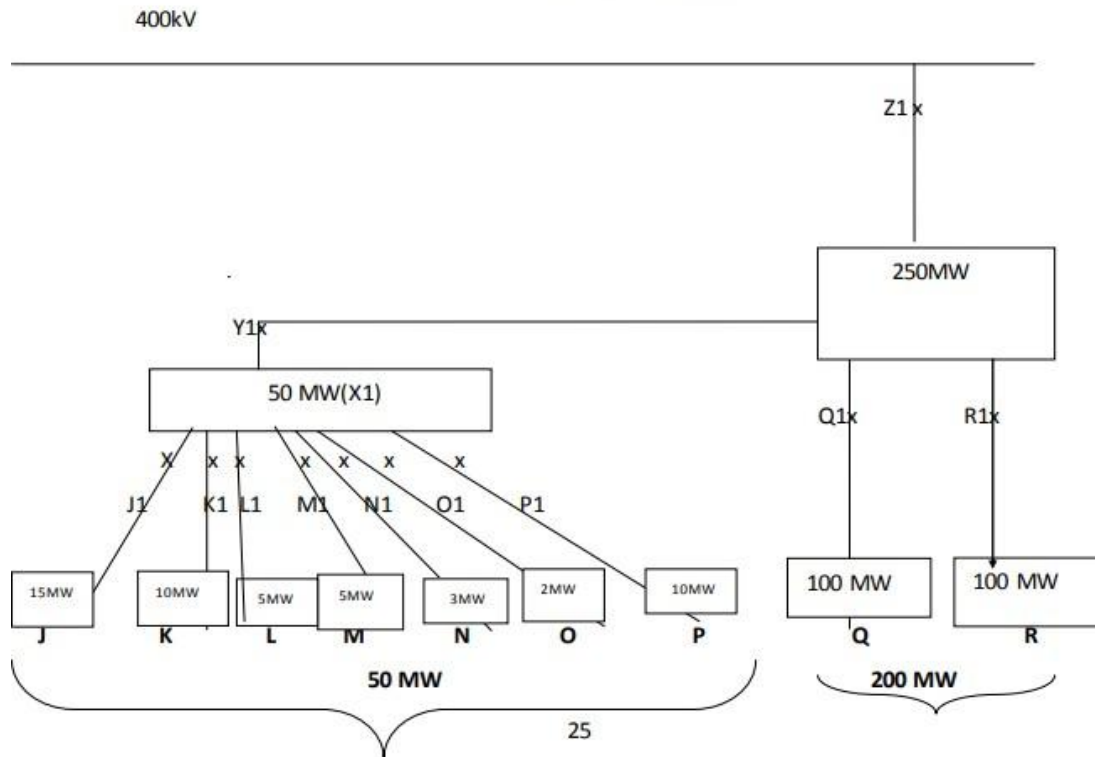 400kV
Z1 x
250MW
Y1x
50 MW(X1)
Q1x R1x
X x x x x x x
J1 K1 L1 M1 N1 O1 P1
15MW 10MW 5MW 5MW 3MW 2MW 10MW 100 MW 100 MW
J K L M N O P Q R
50 MW 200 MW
25